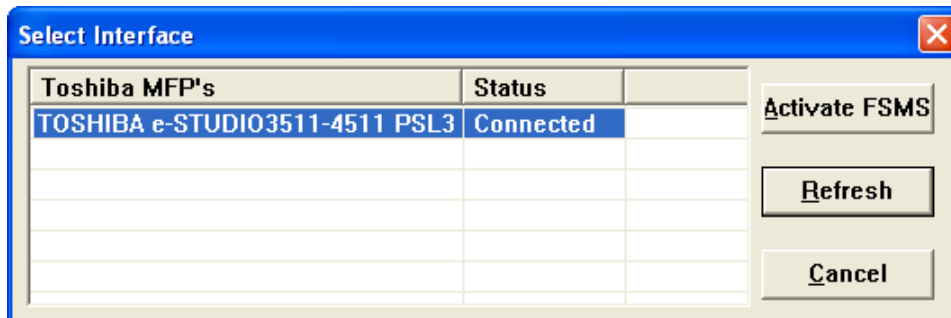 Select Interface
Toshiba MFP's Status
TOSHIBA e-STUDIO3511-4511 PSL3 Connected
Activate FSMS
Refresh
Cancel